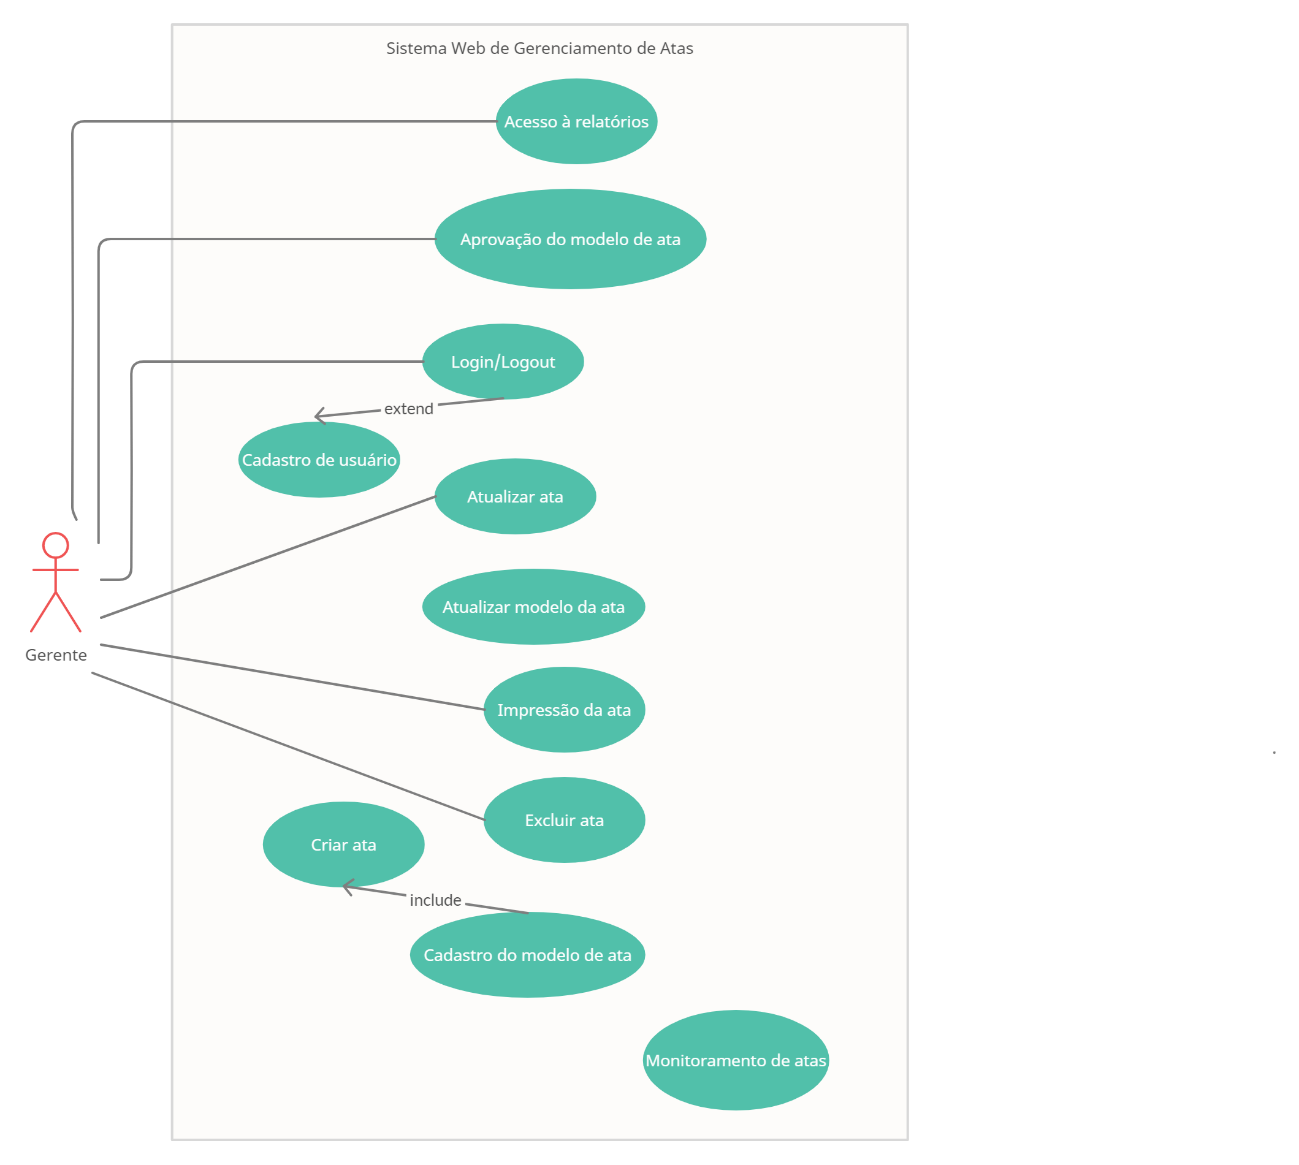 Sistema Web de Gerenciamento de Atas
Acesso à relatórios
Aprovação do modelo de ata
Login/Logout
extend
Cadastro de usuário
Atualizar ata
Atualizar modelo da ata
Gerente
Impressão da ata
Excluir ata
Criar ata
include
Cadastro do modelo de ata
Monitoramento de atas